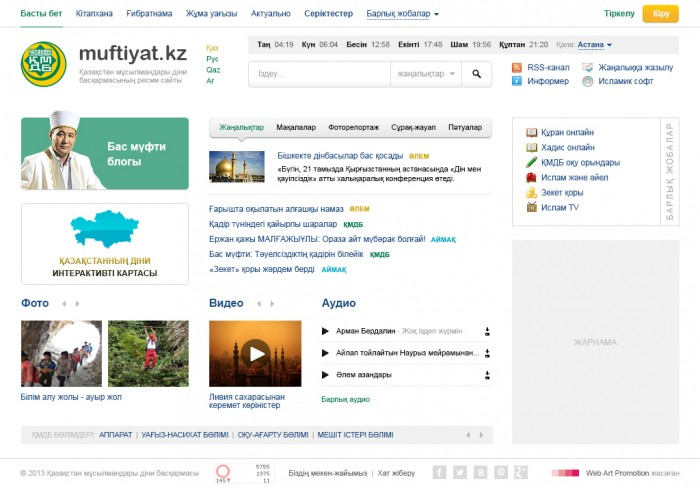 Басты бет Кітапхана Ғибратнама Жұма уағызы Актуально Серіктестер Барлық жобалар Тіркелу Кіру
muftiyat.kz
Қазақстан мұсылмандары діни
басқармасының ресми сайты
Қаз
Рус
Qaz
Ar
ҚМДБ
Таң 04:19 Күн 06:04 Бесін 12:58 Екінті 17:48 Шам 19:56 Құптан 21:20 Қала: Астана
Іздеу... жаңалықтар
RSS-канал Жаңалыққа жазылу
Информер Исламик софт
Бас мүфти
блогы
Жаңалықтар Мақалалар Фоторепортаж Сұрақ-жауап Пәтуалар
Бішкекте дінбасылар бас қосады ӘЛЕМ
«Бүгін, 21 тамызда Қырғызстанның астанасында «Дін мен
қауіпсіздік» атты халықаралық конференция өтеді.
Ғарышта оқылатын алғашқы намаз ӘЛЕМ
Қадір түніндегі қайырлы шаралар ҚМДБ
Ержан қажы МАЛҒАЖЫҰЛЫ: Ораза айт мүбарак болғай! АЙМАҚ
Бас мүфти: Тәуелсіздіктің қадірін білейік ҚМДБ
«Зекет» қоры жәрдем берді АЙМАҚ
Құран онлайн
Хадис онлайн
ҚМДБ оқу орындары
Ислам және әйел
Зекет қоры
Ислам TV
БАРЛЫҚ ЖОБАЛАР
ҚАЗАҚСТАННЫҢ ДІНИ
ИНТЕРАКТИВТІ КАРТАСЫ
Фото
Білім алу жолы - ауыр жол
Видео
Ливия сахарасынан
керемет көріністер
Аудио
Арман Бердалин - Жоқ іздеп жүрмін
Айлап тойлайтын Наурыз мейрамынан...
Әлем азандары
Барлық аудио
ЖАРНАМА
ҚМДБ БӨЛІМДЕРІ: АППАРАТ | УАҒЫЗ-НАСИХАТ БӨЛІМІ | ОҚУ-АҒАРТУ БӨЛІМІ | МЕШІТ ІСТЕРІ БӨЛІМІ
© 2013 Қазақстан мұсылмандары діни басқармасы
145
5755
1975
11
Біздің мекен-жайымыз | Хат жіберу
Web Art Promotion жасаған